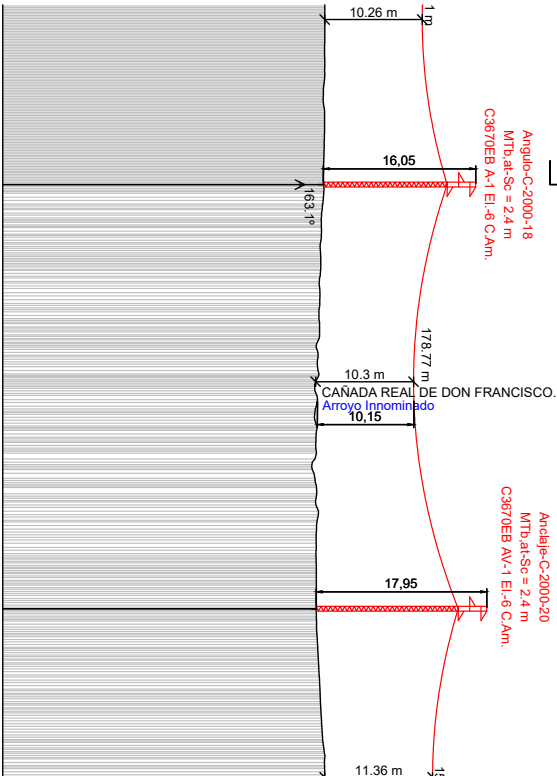 10.26 m
1 m
Angulo-C-2000-18
MTb,at-Sc = 2.4 m
C3670EB A-1 El.-6 C.Am.
16,05
163.1º
178.77 m
10.3 m
CAÑADA REAL DE DON FRANCISCO.
Arroyo Innominado
10,15
Anclaje-C-2000-20
MTb,at-Sc = 2.4 m
C3670EB AV-1 El.-6 C.Am.
17,95
11.36 m